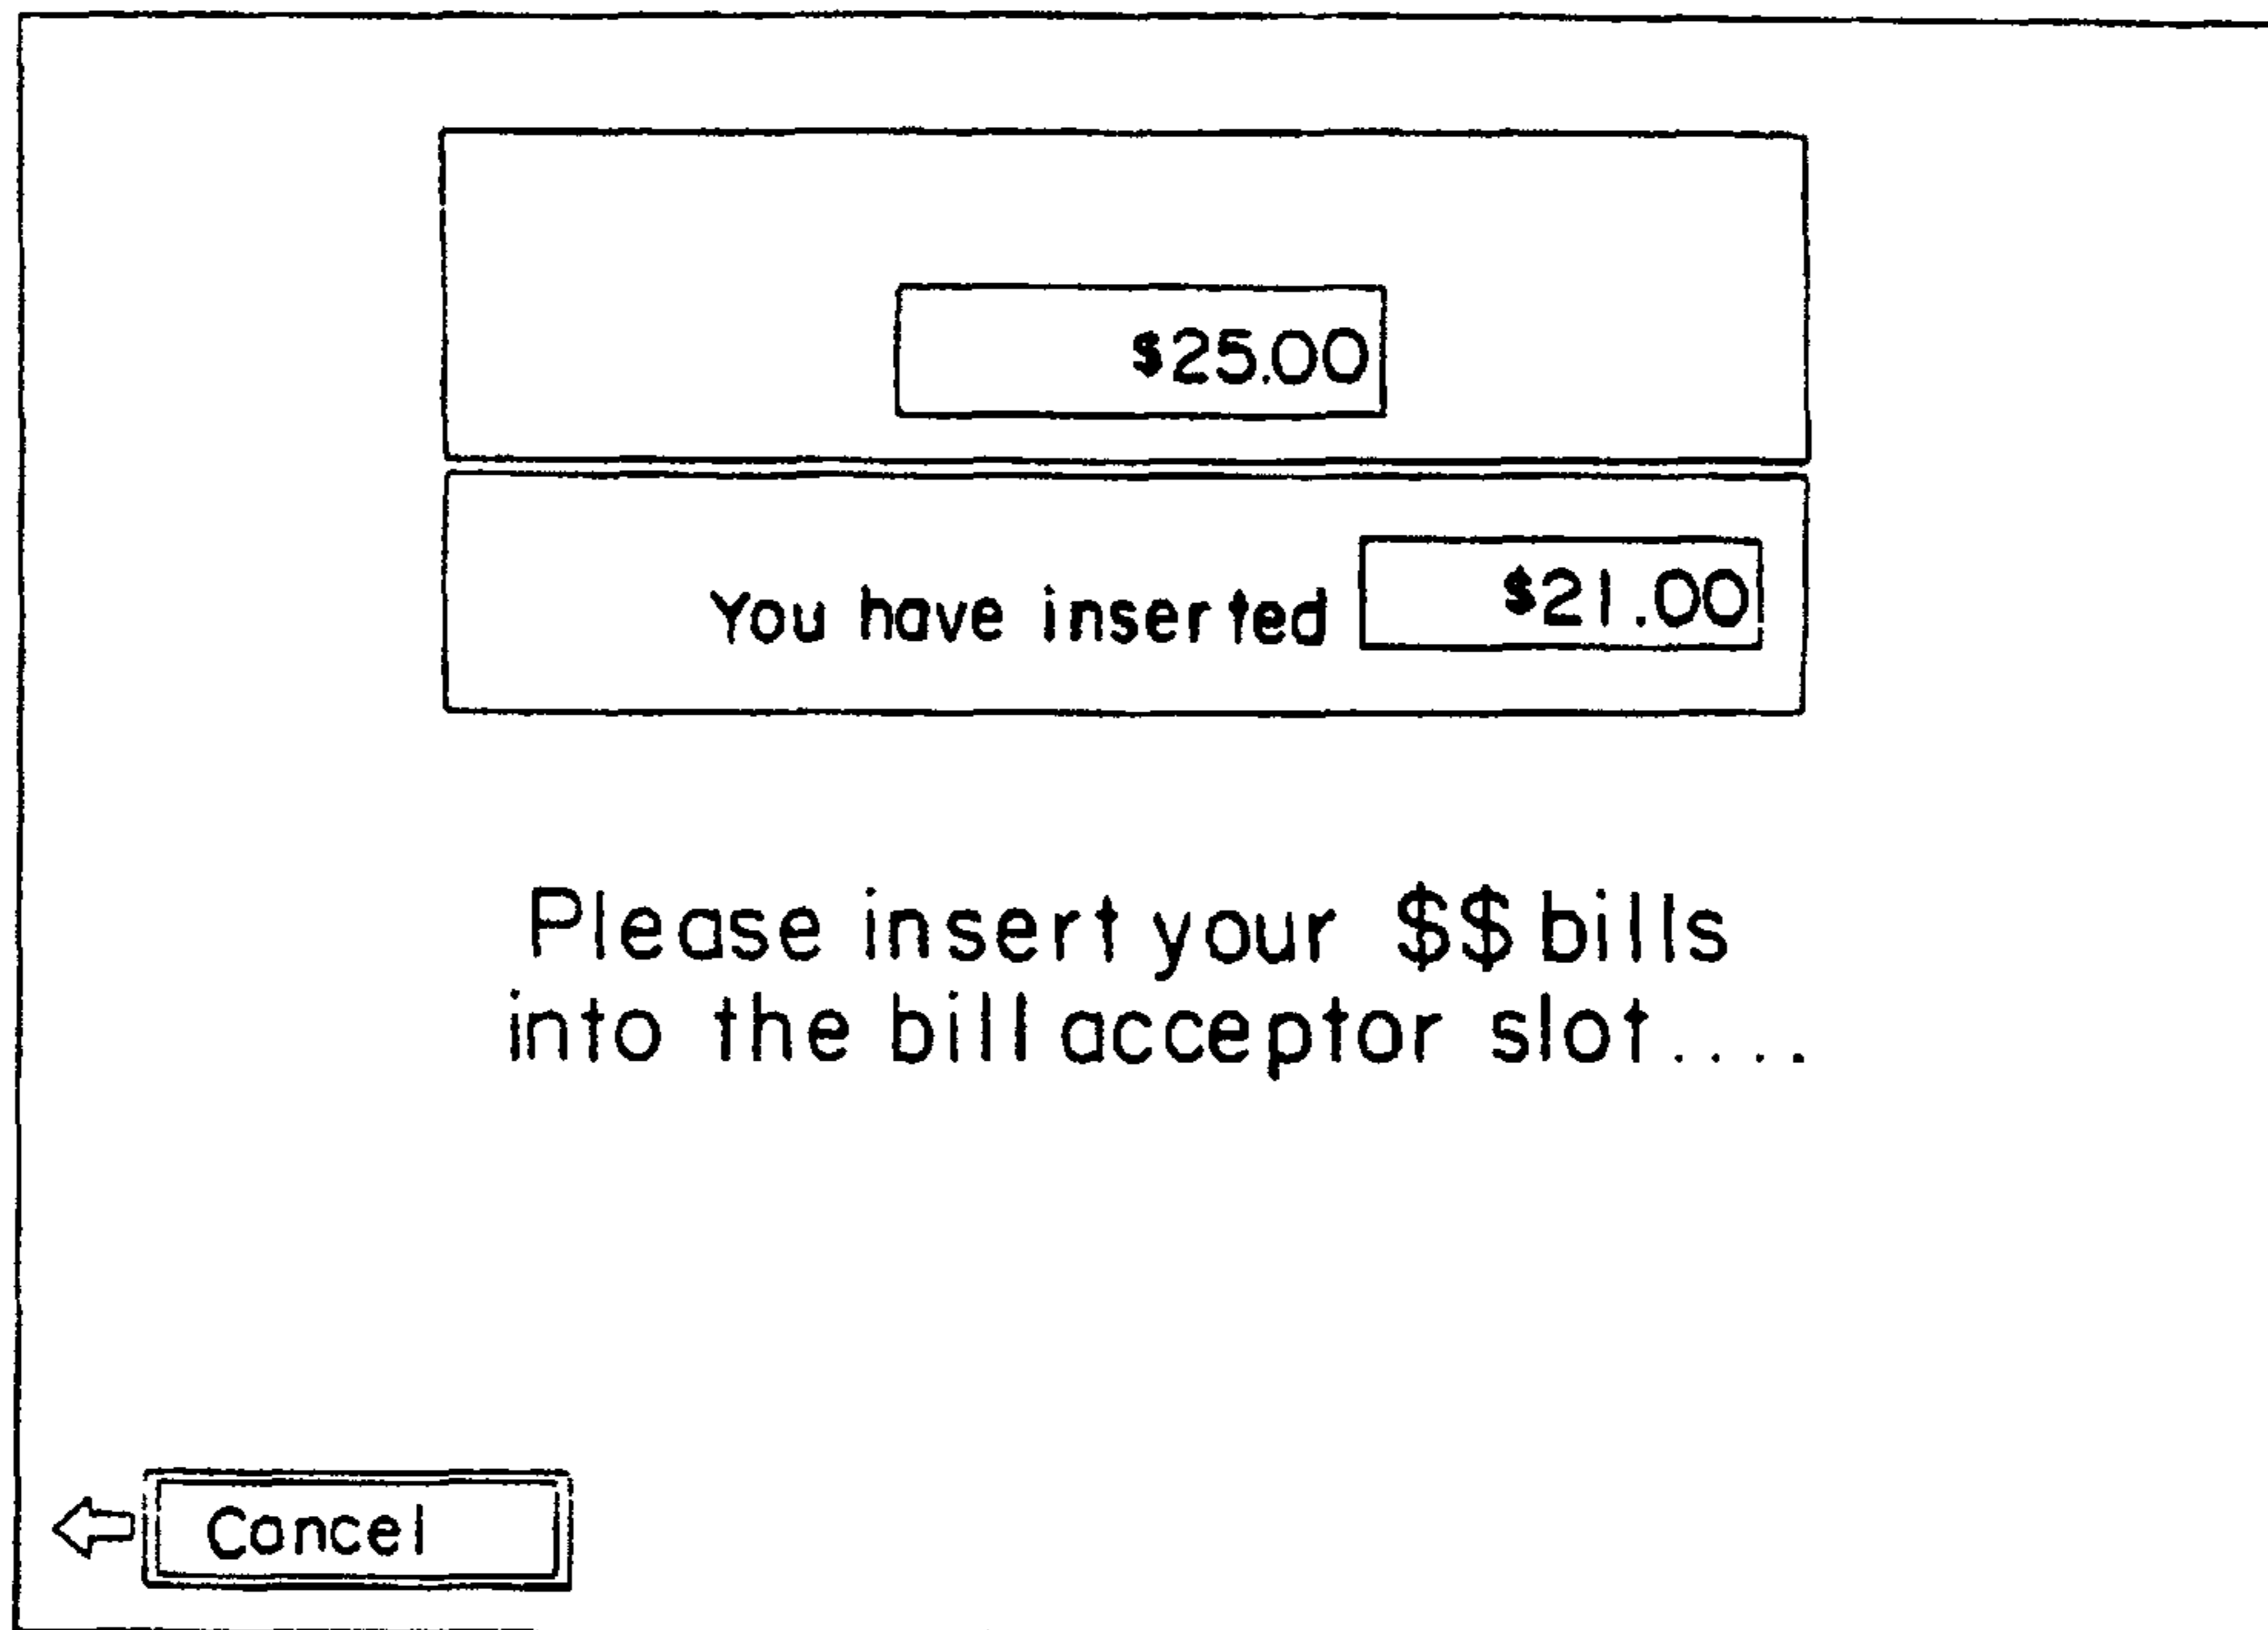 $25.00
You have inserted $21.00
Please insert your $$ bills
into the bill acceptor slot....
Cancel